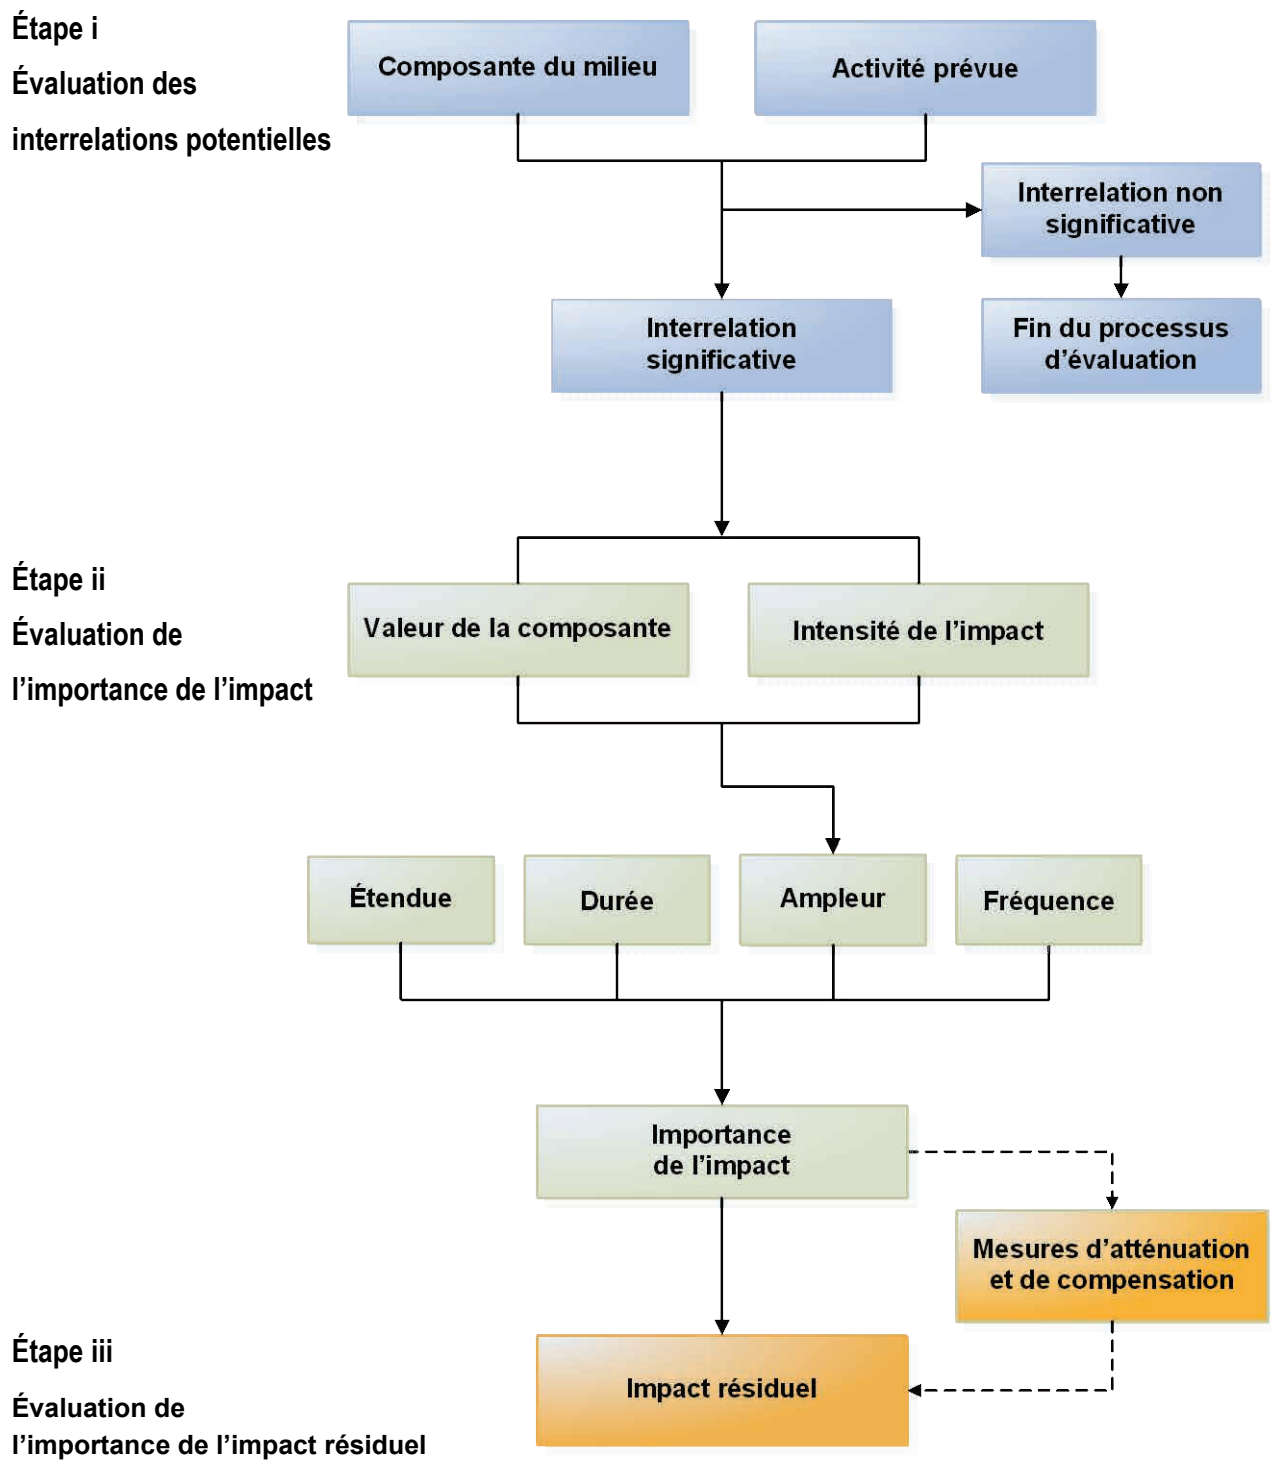 Étape i
Évaluation des
interrelations potentielles
Composante du milieu
Activité prévue
Interrelation non
significative
Interrelation
significative
Fin du processus
d’évaluation
Étape ii
Évaluation de
l’importance de l’impact
Valeur de la composante
Intensité de l’impact
Étendue
Durée
Ampleur
Fréquence
Importance
de l’impact
Mesures d’atténuation
et de compensation
Étape iii
Évaluation de
l’importance de l’impact résiduel
Impact résiduel